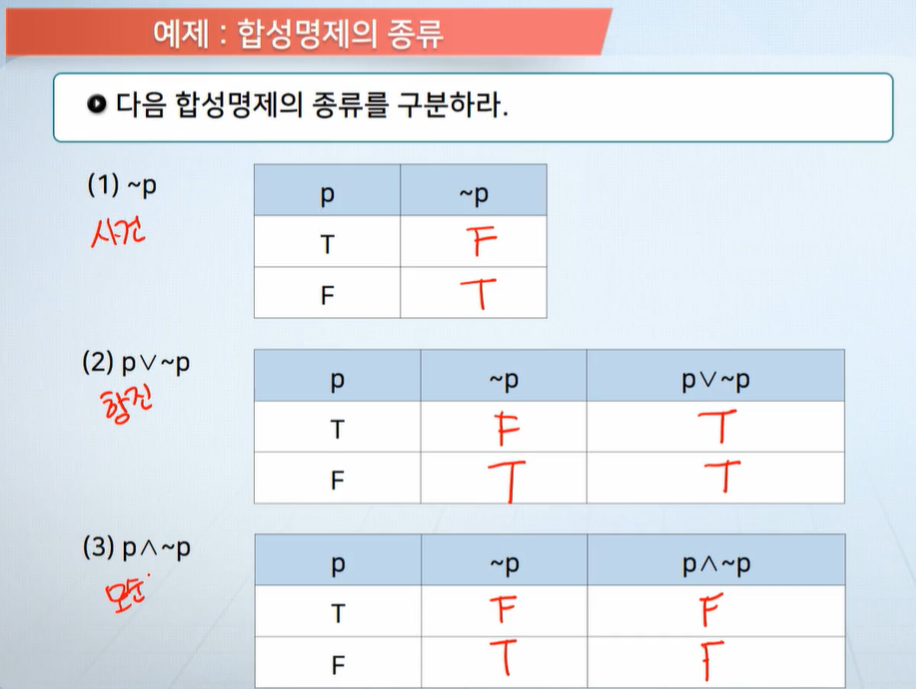 예제 : 합성명제의 종류
다음 합성명제의 종류를 구분하라.
(1) ~p
사건
p ~p
T F
F T
(2) p∨~p
항진
p ~p p∨~p
T F T
F T T
(3) p∧~p
모순
p ~p p∧~p
T F F
F T F